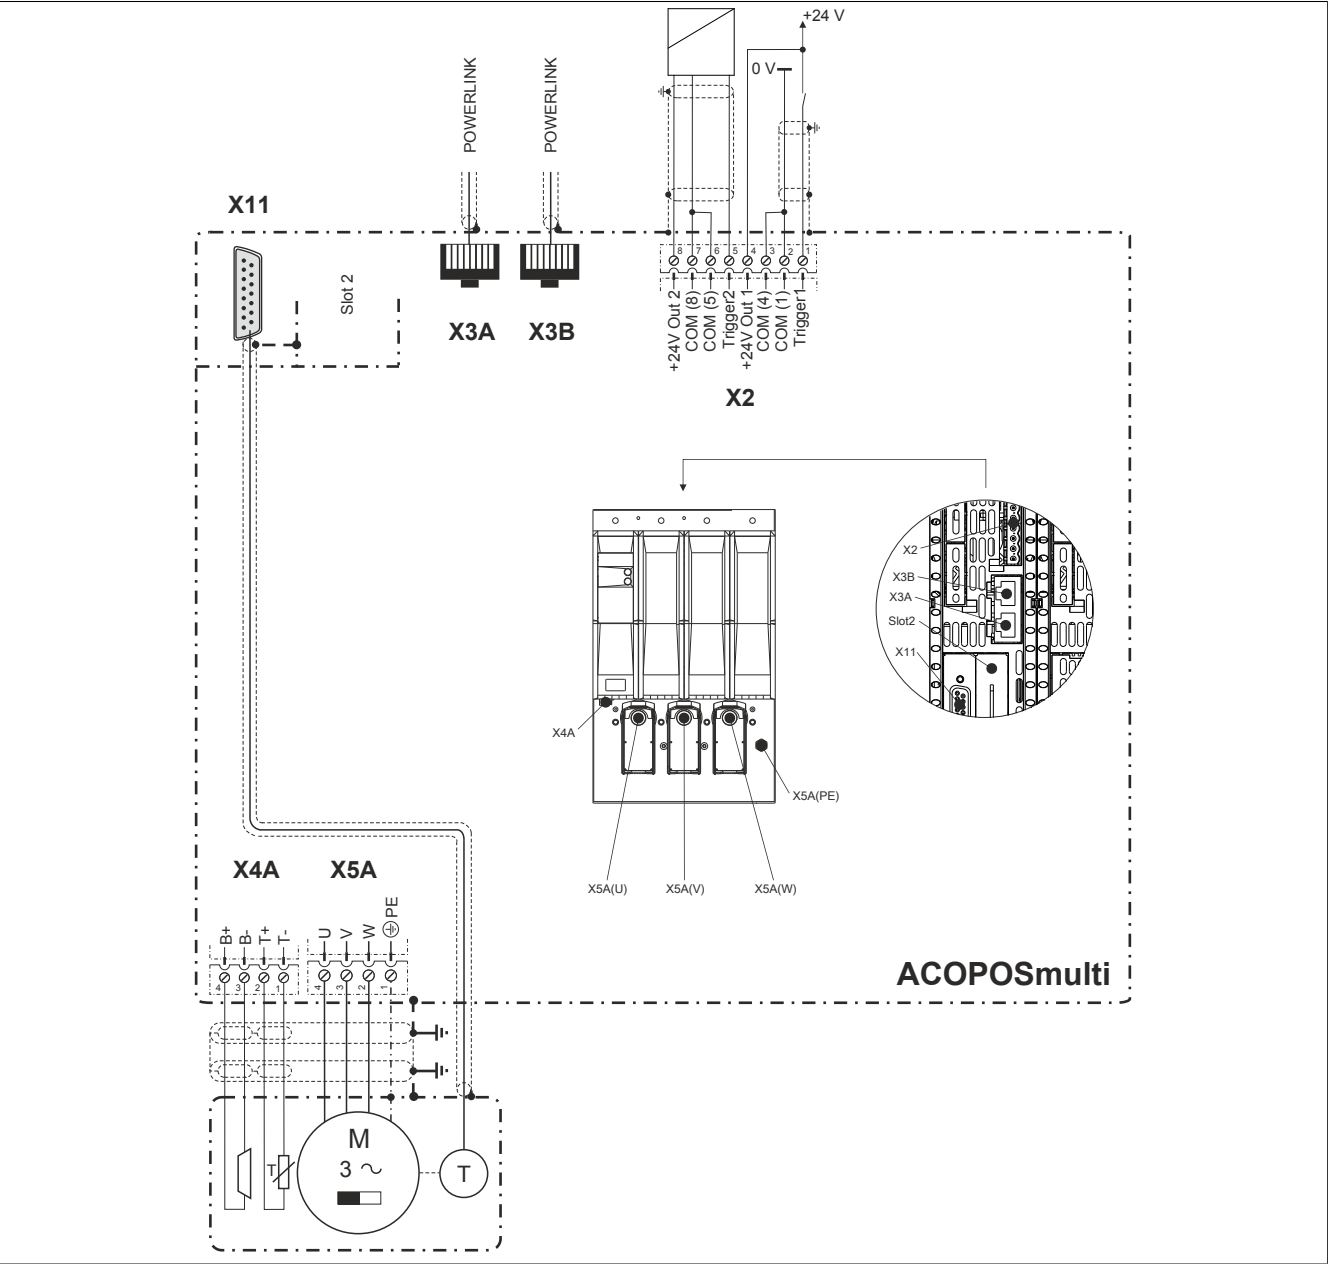 +24 V
0 V
POWERLINK
POWERLINK
X11
Slot 2
X3A
X3B
8 7 6 5 4 3 2 1
+24V Out 2
COM (8)
COM (5)
Trigger2
+24V Out 1
COM (4)
COM (1)
Trigger1
X2
X2
X3B
X3A
Slot2
X11
X4A
X5A(PE)
X5A(U)
X5A(V)
X5A(W)
X4A
X5A
B+
B-
T+
T-
U
V
W
PE
4 3 2 1
4 3 2 1
ACOPOSmulti
M
3 ~
T
T